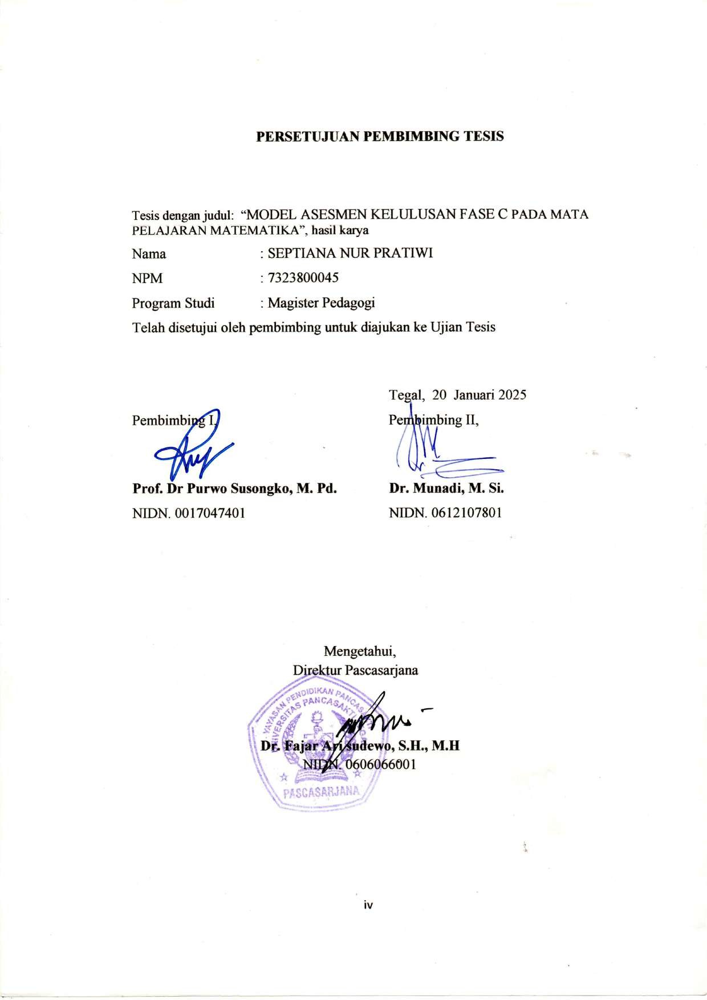 PERSETUJUAN PEMBIMBING TESIS
Tesis dengan judul: “MODEL ASESMEN KELULUSAN FASE C PADA MATA
PELAJARAN MATEMATIKA”, hasil karya
Nama : SEPTIANA NUR PRATIWI
NPM : 7323800045
Program Studi : Magister Pedagogi
Telah disetujui oleh pembimbing untuk diajukan ke Ujian Tesis
Tegal, 20 Januari 2025
Pembimbing I,
Pembimbing II,
Prof. Dr Purwo Susongko, M. Pd.
Dr. Munadi, M. Si.
NIDN. 0017047401
NIDN. 0612107801
Mengetahui,
Direktur Pascasarjana
YAYASAN PENDIDIKAN
UNIVERSITAS PANCASAKTI
Dr. Fajar Ari sudewo, S.H., M.H
NIDN. 0606066001
PASCASARJANA
iv